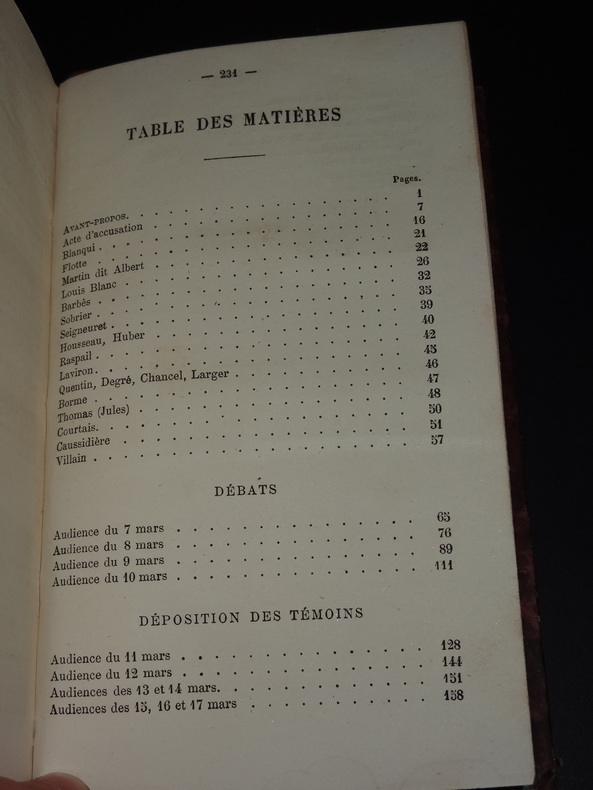 — 231 —
TABLE DES MATIÈRES
Pages.
AVANT-PROPOS. . . . . . . . . . . 1
Acte d'accusation . . . . . . . . . . 7
Blanqui . . . . . . . . . . . 16
Flotte . . . . . . . . . . . 21
Martin dit Albert . . . . . . . . . . 22
Louis Blanc . . . . . . . . . . 26
Barbès . . . . . . . . . . . 32
Sobrier . . . . . . . . . . . 35
Seigneuret . . . . . . . . . . . 39
Housseau, Huber . . . . . . . . . . 40
Raspail . . . . . . . . . . . 42
Laviron. . . . . . . . . . . . 45
Quentin, Degré, Chancel, Larger . . . . . . . 46
Borme . . . . . . . . . . . 47
Thomas (Jules) . . . . . . . . . . 48
Courtais. . . . . . . . . . . . 50
Caussidière . . . . . . . . . . . 51
Villain . . . . . . . . . . . . 57
DÉBATS
Audience du 7 mars . . . . . . . . . . 65
Audience du 8 mars . . . . . . . . . . 76
Audience du 9 mars . . . . . . . . . . 89
Audience du 10 mars . . . . . . . . . . 111
DÉPOSITION DES TÉMOINS
Audience du 11 mars . . . . . . . . . . 128
Audience du 12 mars . . . . . . . . . . 144
Audiences des 13 et 14 mars. . . . . . . . . 151
Audiences des 15, 16 et 17 mars . . . . . . . 158